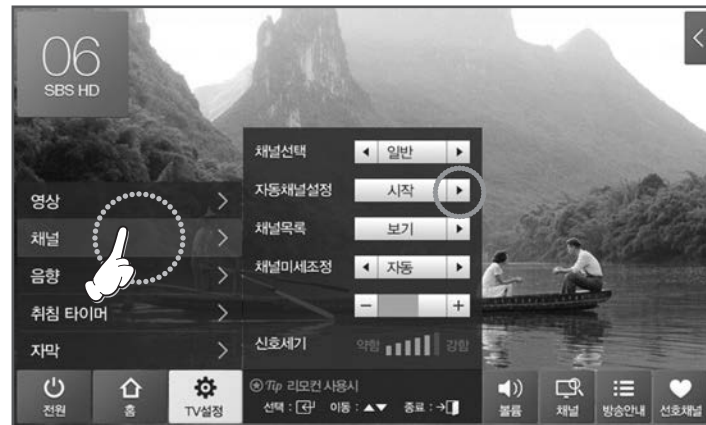 06
SBS HD
영상
채널
음향
취침 타이머
자막
채널선택
일반
자동채널설정
시작
채널목록
보기
채널미세조정
자동
신호세기
약함
강함
Tip 리모컨 사용시
선택 : 이동 : ▲▼ 종료 : →
전원
홈
TV설정
볼륨
채널
방송안내
선호채널